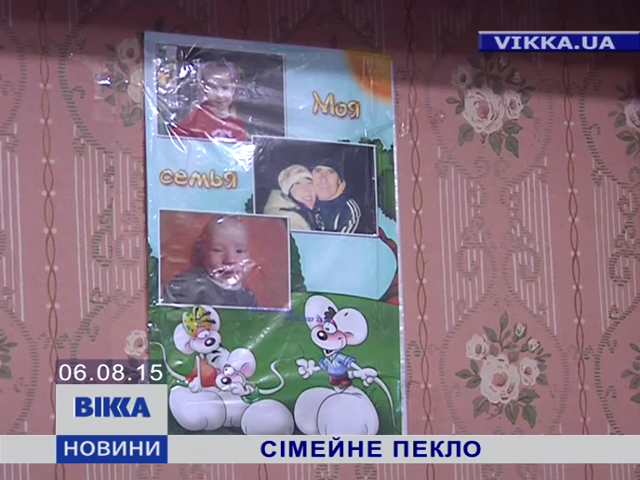 VIKKA.UA
Моя
семья
06.08.15
ВІККА
НОВИНИ
СІМЕЙНЕ ПЕКЛО